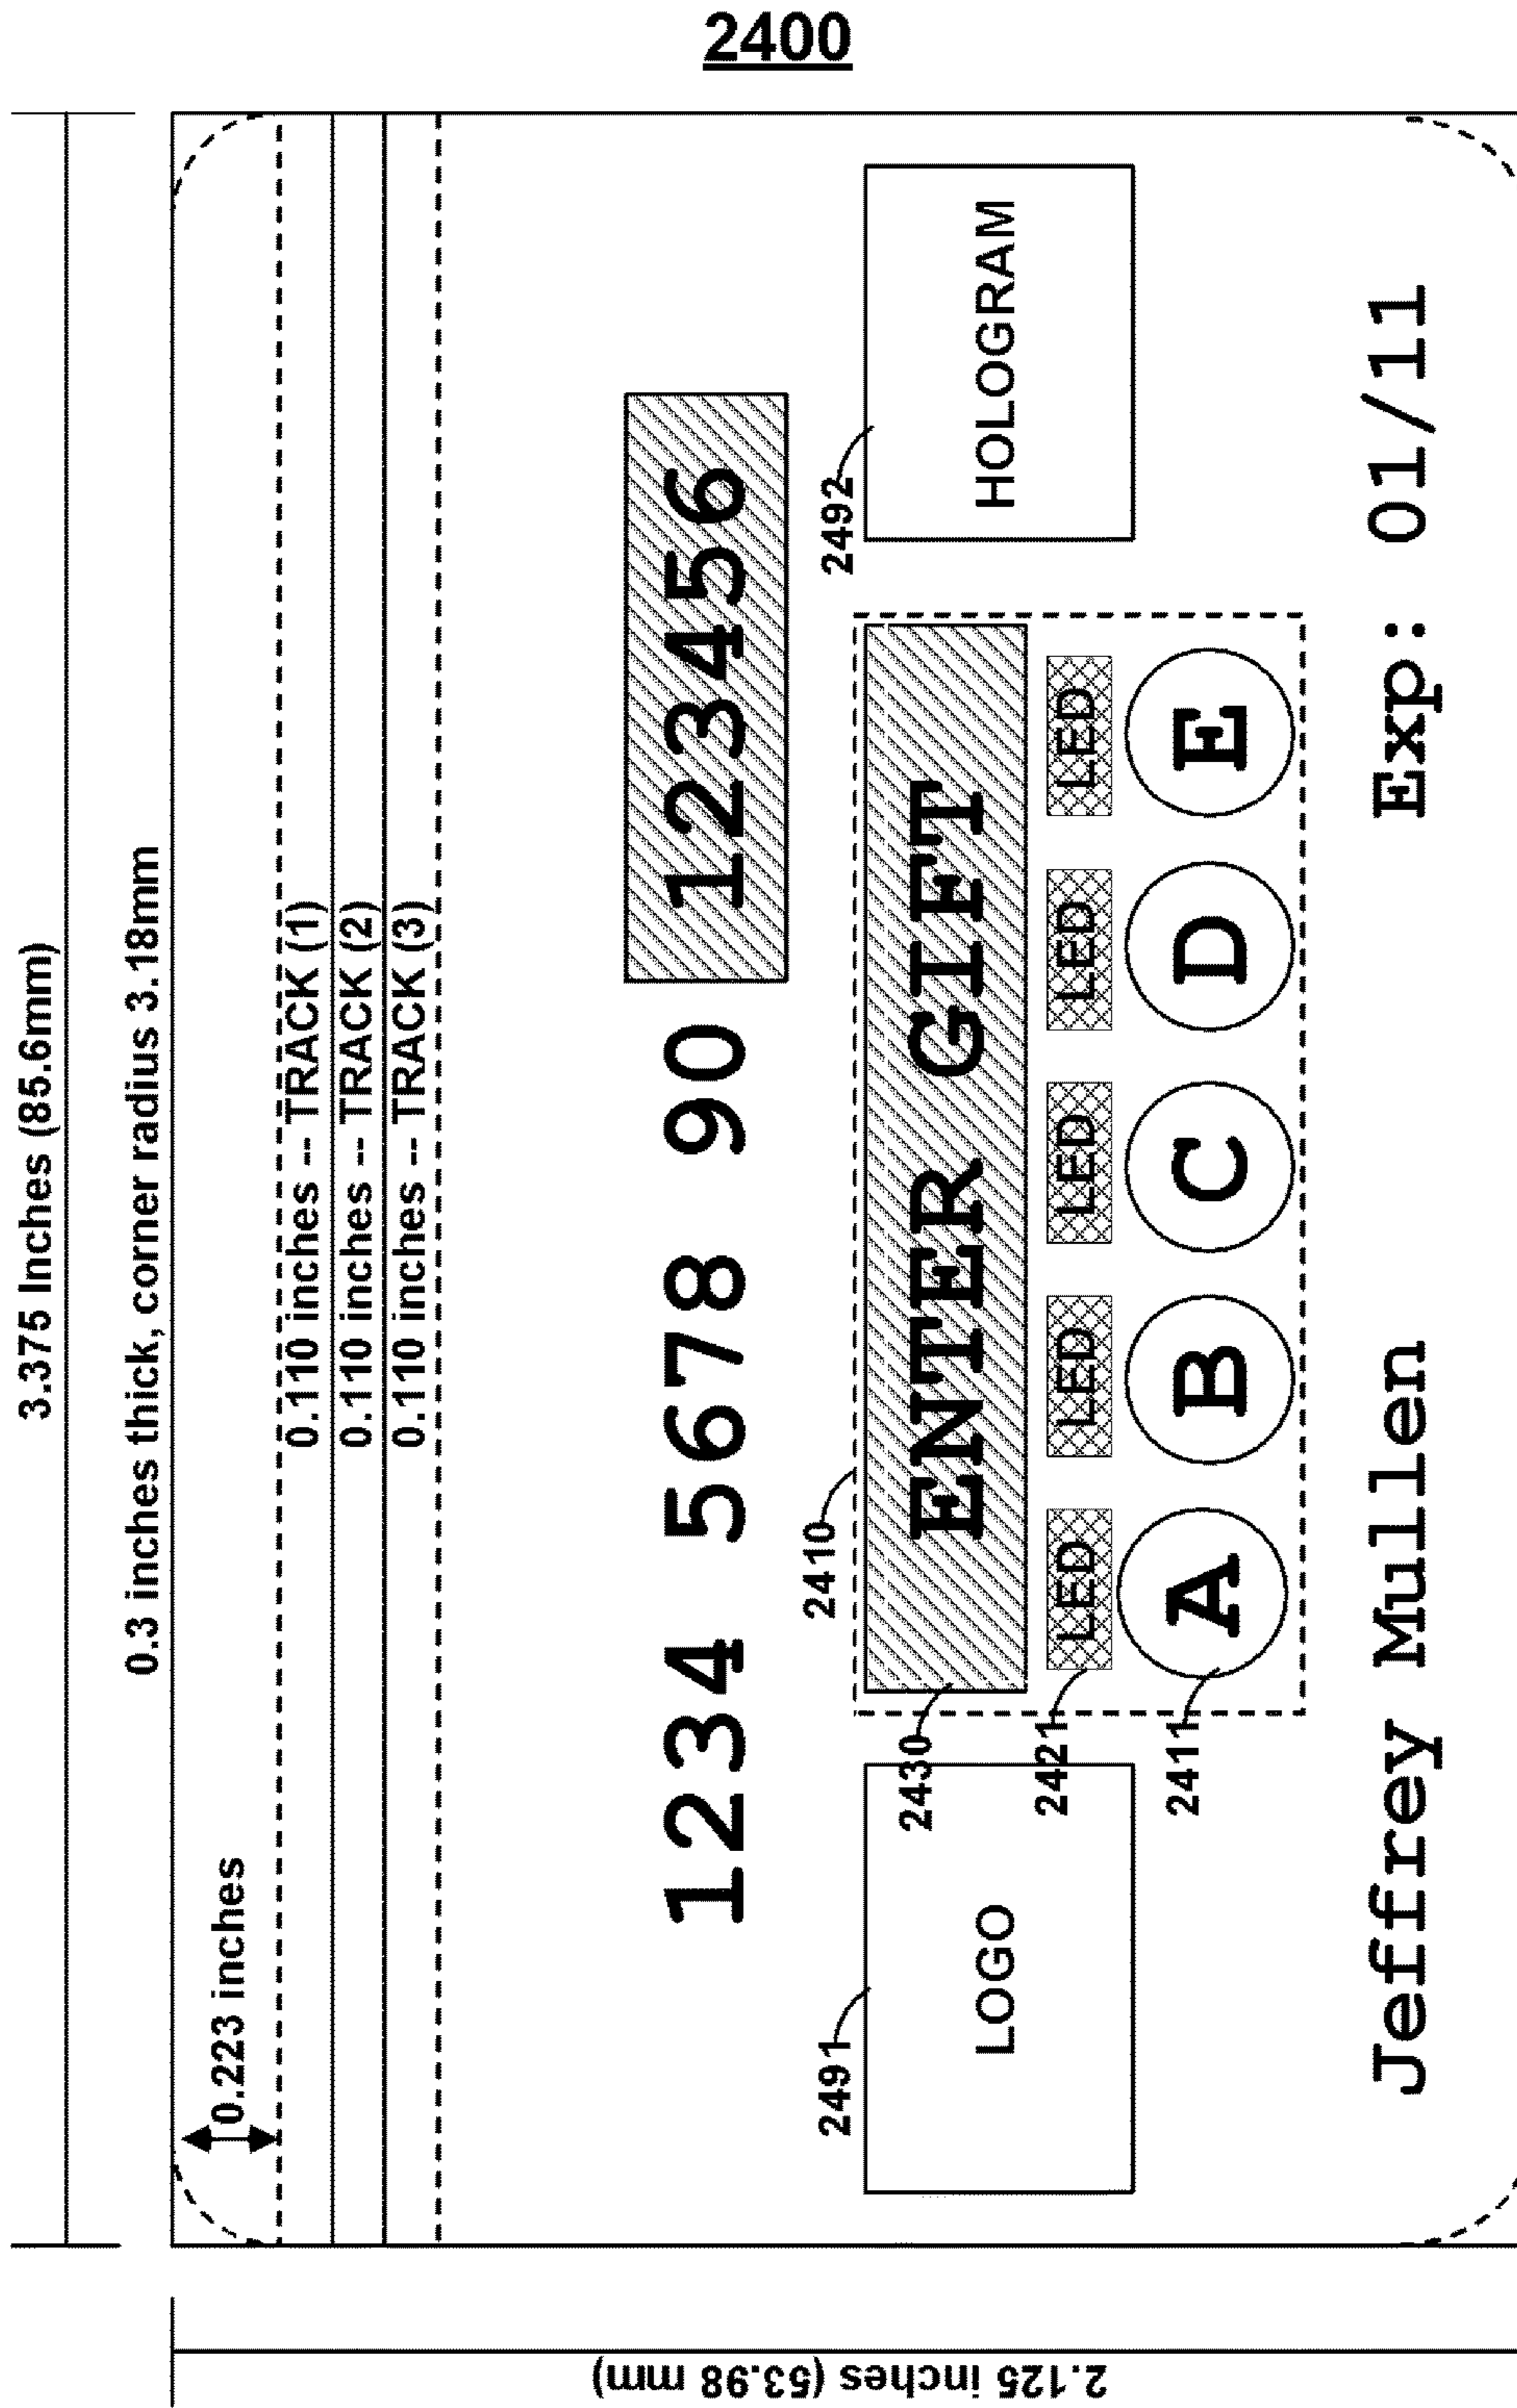 2400
3.375 Inches (85.6mm)
0.3 inches thick, corner radius 3.18mm
0.223 inches
0.110 inches -- TRACK (1)
0.110 inches -- TRACK (2)
0.110 inches -- TRACK (3)
1234 5678 90 123456
2491
2410
2492
LOGO
ENTER GIFT
HOLOGRAM
2430
2421
LED LED LED LED LED
2411
A B C D E
Jeffrey Mullen Exp: 01/11
2.125 inches (53.98 mm)